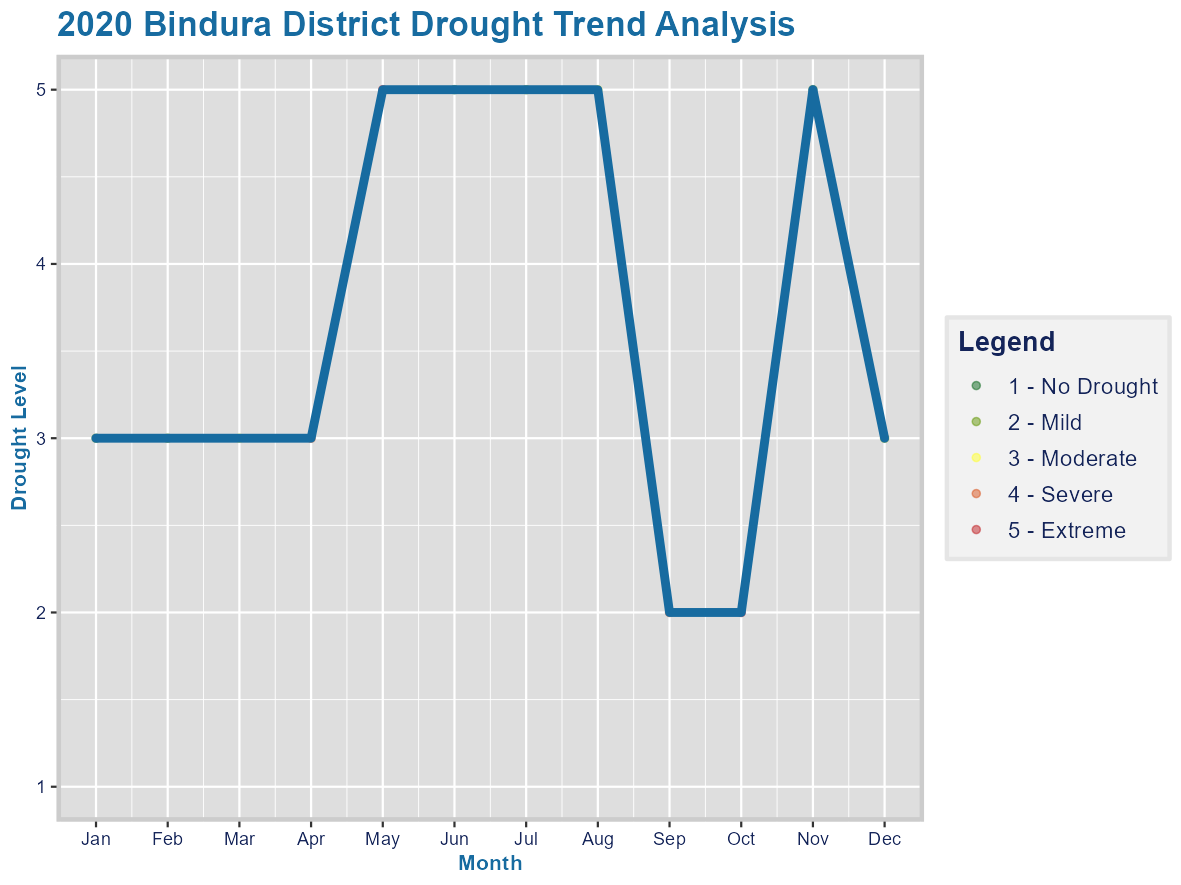 2020 Bindura District Drought Trend Analysis
Drought Level
5
4
3
2
1
Jan Feb Mar Apr May Jun Jul Aug Sep Oct Nov Dec
Month
Legend
1 - No Drought
2 - Mild
3 - Moderate
4 - Severe
5 - Extreme